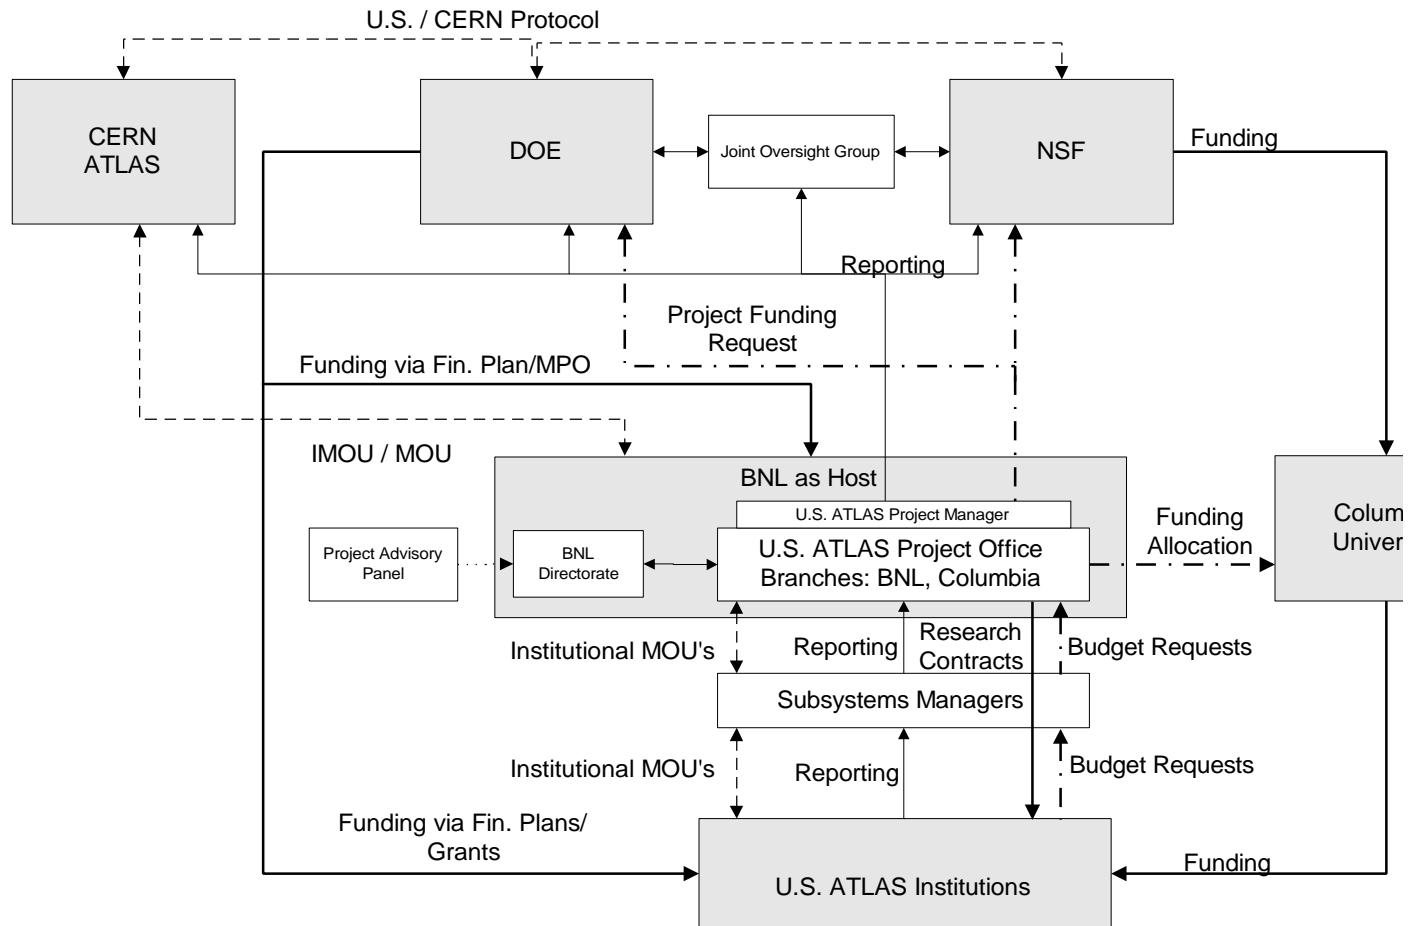 U.S. / CERN Protocol
CERN
ATLAS
DOE
Joint Oversight Group
NSF
Funding
Reporting
Project Funding
Request
Funding via Fin. Plan/MPO
IMOU / MOU
BNL as Host
U.S. ATLAS Project Manager
Project Advisory
Panel
BNL
Directorate
U.S. ATLAS Project Office
Branches: BNL, Columbia
Funding
Allocation
Colum
Univer
Institutional MOU's
Reporting
Research
Contracts
Budget Requests
Subsystems Managers
Institutional MOU's
Reporting
Budget Requests
Funding via Fin. Plans/
Grants
U.S. ATLAS Institutions
Funding